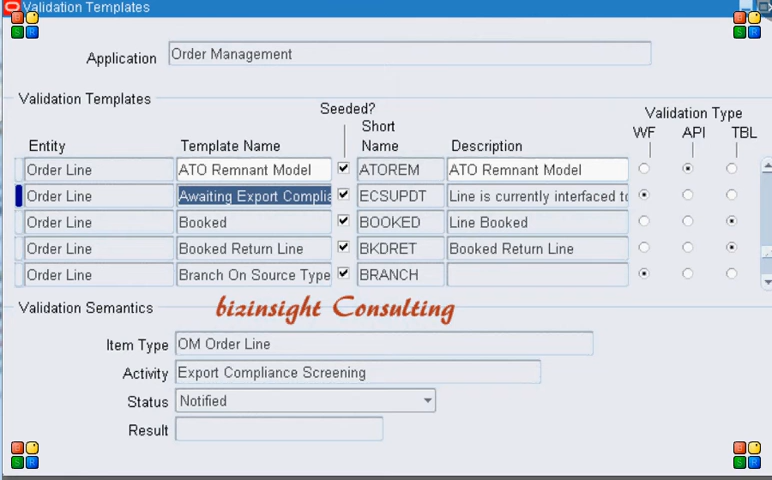 Validation Templates
Application Order Management
Validation Templates
Seeded?
Validation Type
Entity Template Name Short Name Description WF API TBL
Order Line ATO Remnant Model ATOREM ATO Remnant Model
Order Line Awaiting Export Complia ECSUPDT Line is currently interfaced to
Order Line Booked BOOKED Line Booked
Order Line Booked Return Line BKDRET Booked Return Line
Order Line Branch On Source Type BRANCH
Validation Semantics
bizinsight Consulting
Item Type OM Order Line
Activity Export Compliance Screening
Status Notified
Result